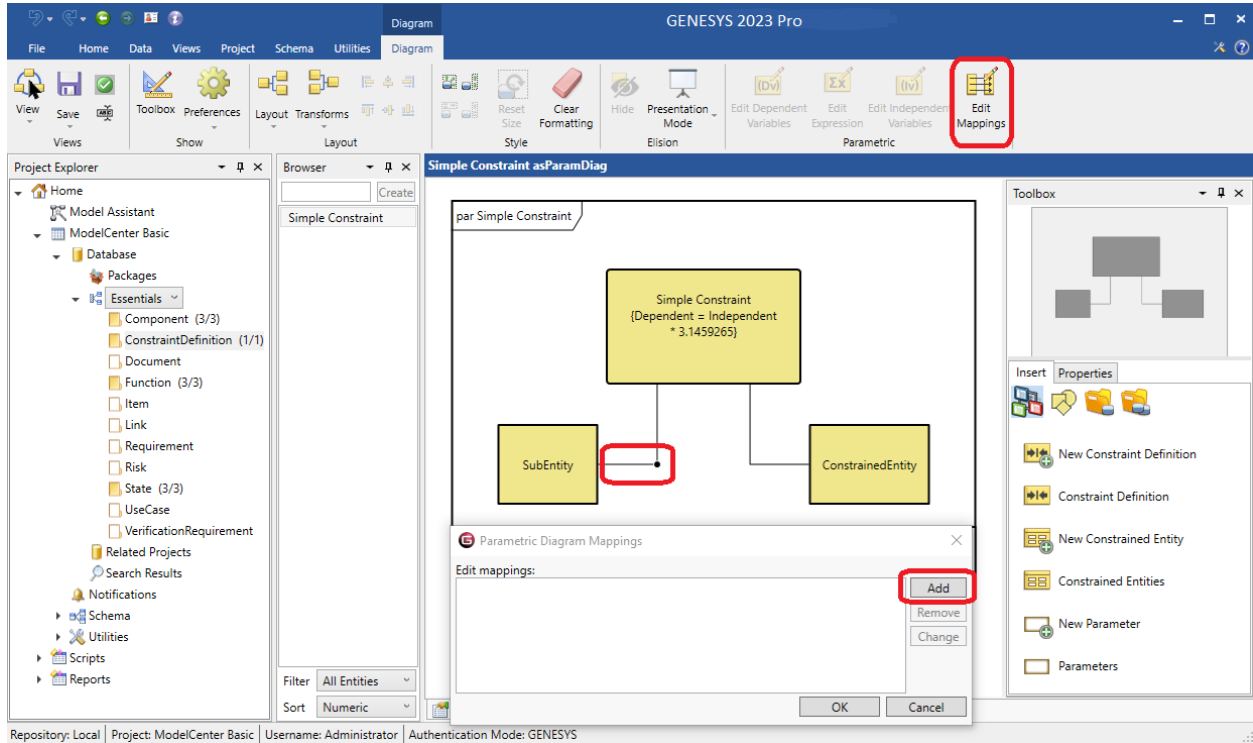 Diagram
GENESYS 2023 Pro
File Home Data Views Project Schema Utilities Diagram
View Save Toolbox Preferences Layout Transforms Reset Size Clear Formatting Hide Presentation Mode Edit Dependent Variables Edit Expression Edit Independent Variables Edit Mappings
(DV) Σx (IV)
Views Show Layout Style Elision Parametric
Project Explorer
Home
Model Assistant
ModelCenter Basic
Database
Packages
Essentials
Component (3/3)
ConstraintDefinition (1/1)
Document
Function (3/3)
Item
Link
Requirement
Risk
State (3/3)
UseCase
VerificationRequirement
Related Projects
Search Results
Notifications
Schema
Utilities
Scripts
Reports
Browser
Create
Simple Constraint
Filter All Entities
Sort Numeric
Simple Constraint asParamDiag
par Simple Constraint
Simple Constraint
{Dependent = Independent
* 3.1459265}
SubEntity
ConstrainedEntity
Parametric Diagram Mappings
Edit mappings:
Add
Remove
Change
OK Cancel
Toolbox
Insert Properties
New Constraint Definition
Constraint Definition
New Constrained Entity
Constrained Entities
New Parameter
Parameters
Repository: Local Project: ModelCenter Basic Username: Administrator Authentication Mode: GENESYS